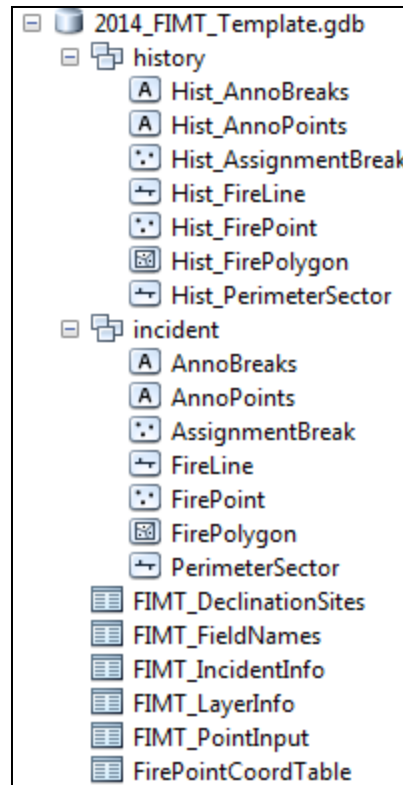 2014_FIMT_Template.gdb
history
A Hist_AnnoBreaks
A Hist_AnnoPoints
Hist_AssignmentBreak
Hist_FireLine
Hist_FirePoint
Hist_FirePolygon
Hist_PerimeterSector
incident
A AnnoBreaks
A AnnoPoints
AssignmentBreak
FireLine
FirePoint
FirePolygon
PerimeterSector
FIMT_DeclinationSites
FIMT_FieldNames
FIMT_IncidentInfo
FIMT_LayerInfo
FIMT_PointInput
FirePointCoordTable